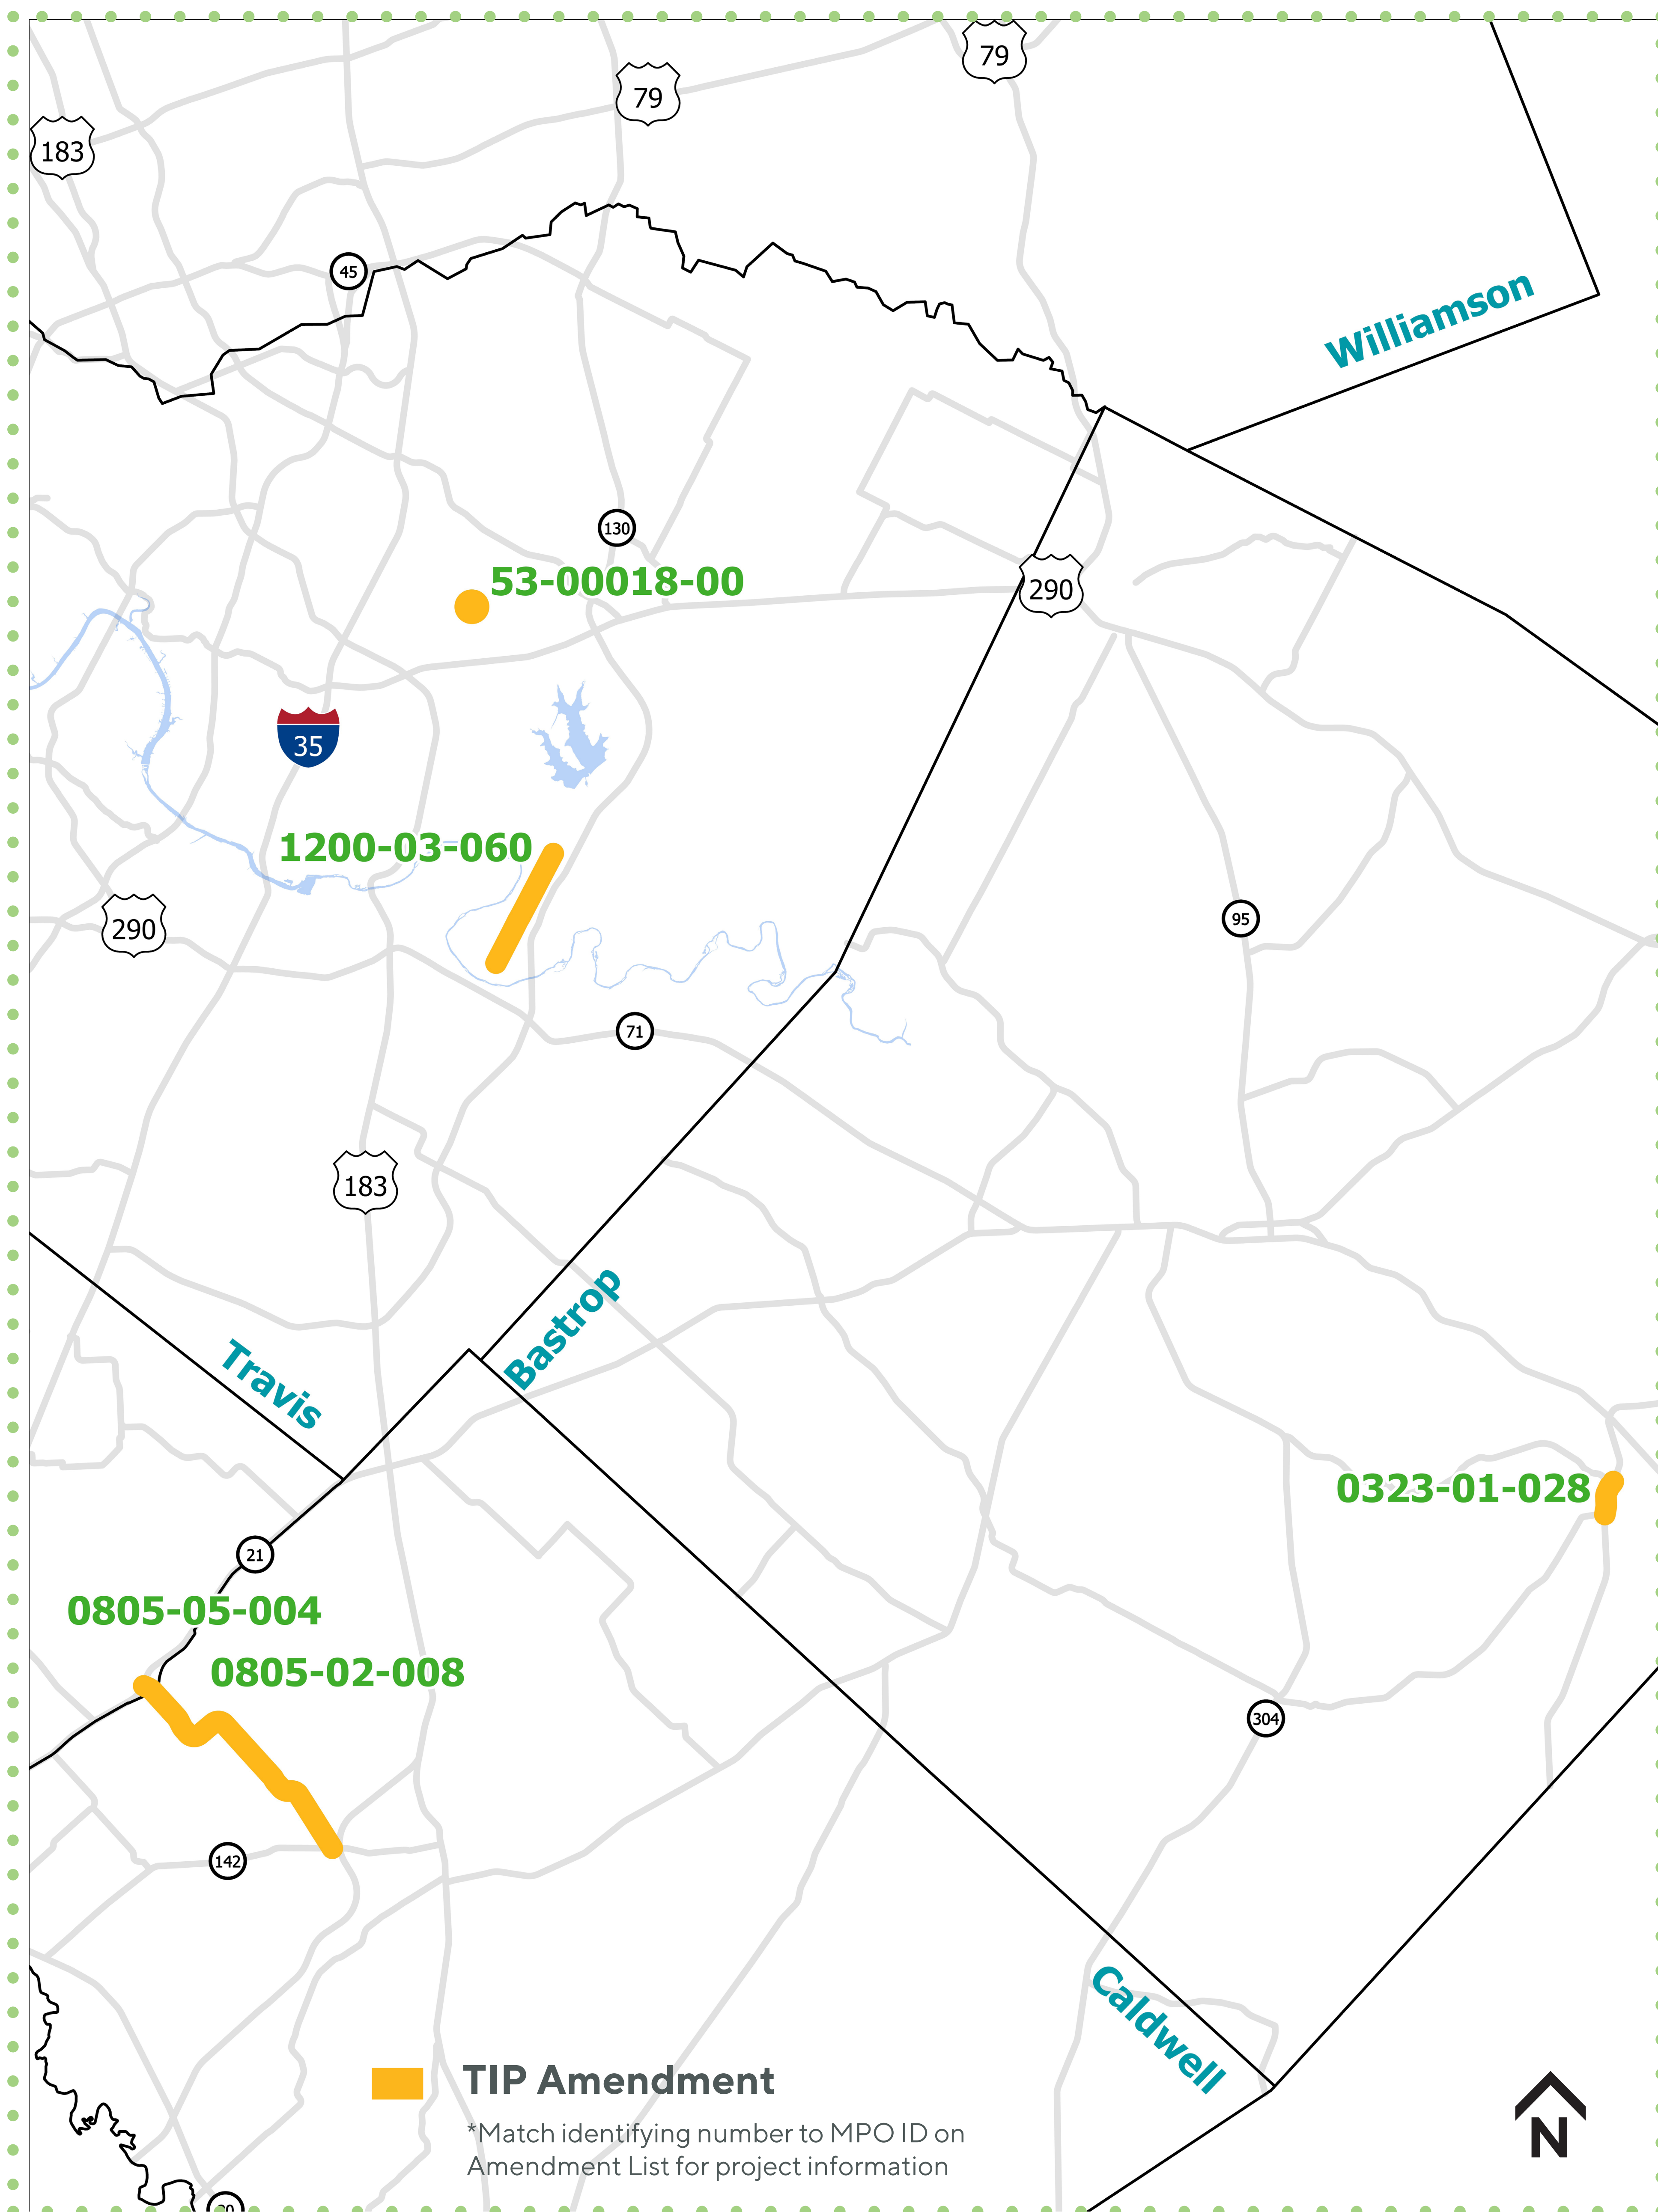 79
79
183
45
Williamson
130
53-00018-00
290
35
1200-03-060
290
95
71
183
Bastrop
Travis
0323-01-028
21
0805-05-004
0805-02-008
304
142
Caldwell
TIP Amendment
*Match identifying number to MPO ID on
Amendment List for project information
N